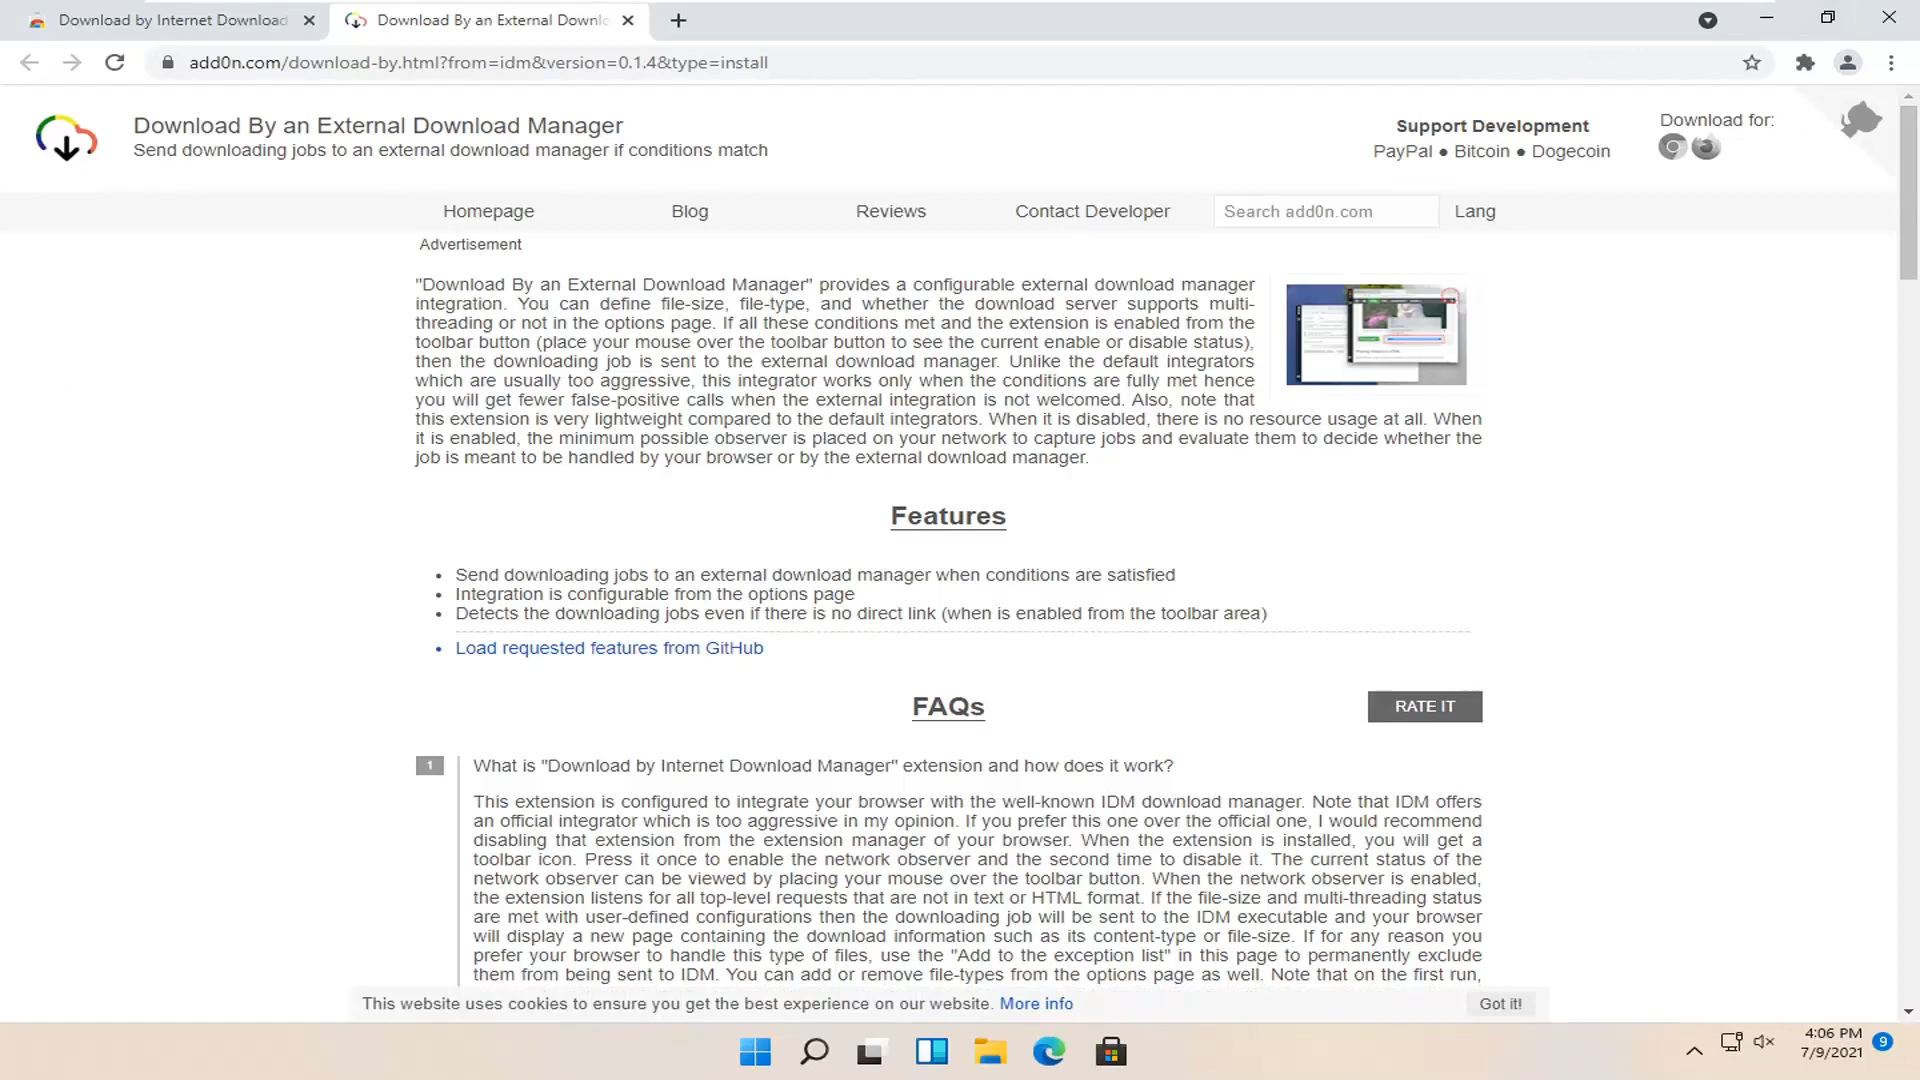 Download by Internet Download
Download By an External Downlo
add0n.com/download-by.html?from=idm&version=0.1.4&type=install
Download By an External Download Manager
Send downloading jobs to an external download manager if conditions match
Support Development
PayPal ● Bitcoin ● Dogecoin
Download for:
Homepage
Blog
Reviews
Contact Developer
Search add0n.com
Lang
Advertisement
"Download By an External Download Manager" provides a configurable external download manager
integration. You can define file-size, file-type, and whether the download server supports multi-
threading or not in the options page. If all these conditions met and the extension is enabled from the
toolbar button (place your mouse over the toolbar button to see the current enable or disable status),
then the downloading job is sent to the external download manager. Unlike the default integrators
which are usually too aggressive, this integrator works only when the conditions are fully met hence
you will get fewer false-positive calls when the external integration is not welcomed. Also, note that
this extension is very lightweight compared to the default integrators. When it is disabled, there is no resource usage at all. When
it is enabled, the minimum possible observer is placed on your network to capture jobs and evaluate them to decide whether the
job is meant to be handled by your browser or by the external download manager.
Features
• Send downloading jobs to an external download manager when conditions are satisfied
• Integration is configurable from the options page
• Detects the downloading jobs even if there is no direct link (when is enabled from the toolbar area)
• Load requested features from GitHub
FAQs
RATE IT
1
What is "Download by Internet Download Manager" extension and how does it work?
This extension is configured to integrate your browser with the well-known IDM download manager. Note that IDM offers
an official integrator which is too aggressive in my opinion. If you prefer this one over the official one, I would recommend
disabling that extension from the extension manager of your browser. When the extension is installed, you will get a
toolbar icon. Press it once to enable the network observer and the second time to disable it. The current status of the
network observer can be viewed by placing your mouse over the toolbar button. When the network observer is enabled,
the extension listens for all top-level requests that are not in text or HTML format. If the file-size and multi-threading status
are met with user-defined configurations then the downloading job will be sent to the IDM executable and your browser
will display a new page containing the download information such as its content-type or file-size. If for any reason you
prefer your browser to handle this type of files, use the "Add to the exception list" in this page to permanently exclude
them from being sent to IDM. You can add or remove file-types from the options page as well. Note that on the first run,
This website uses cookies to ensure you get the best experience on our website. More info
Got it!
4:06 PM
7/9/2021
9